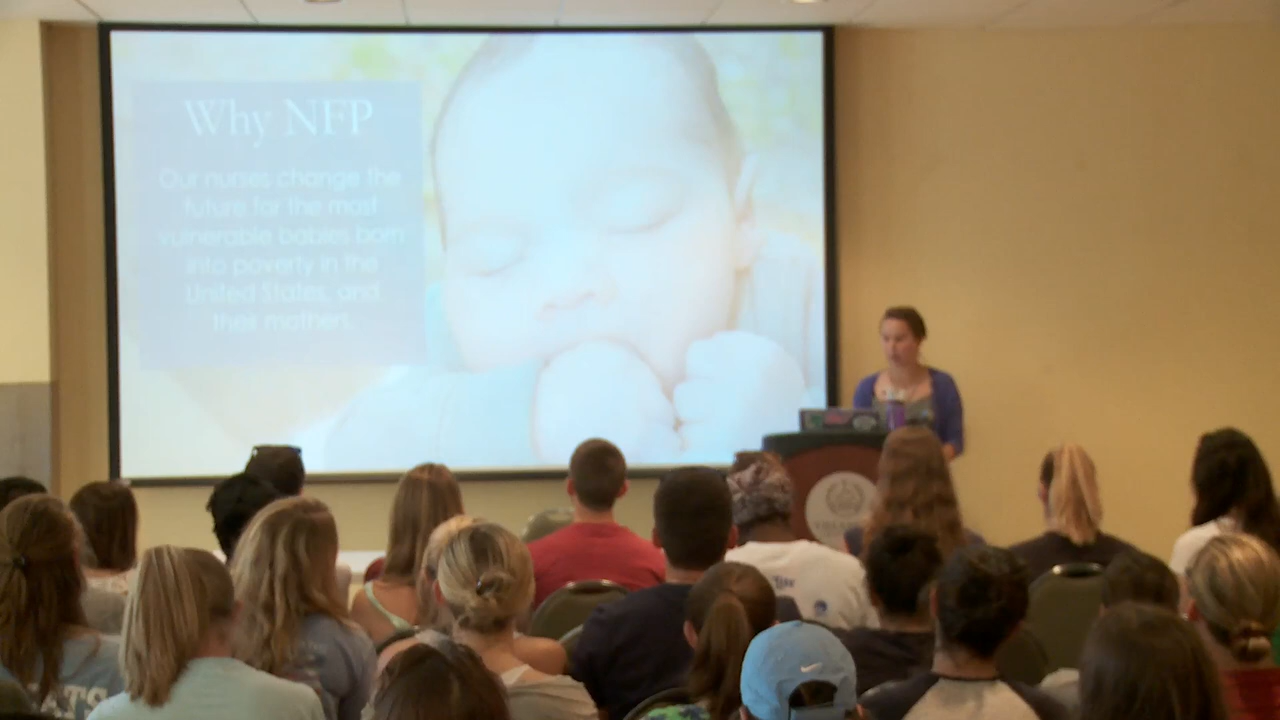 Why NFP
Our nurses change the
future for the most
vulnerable babies born
into poverty in the
United States, and
their mothers.